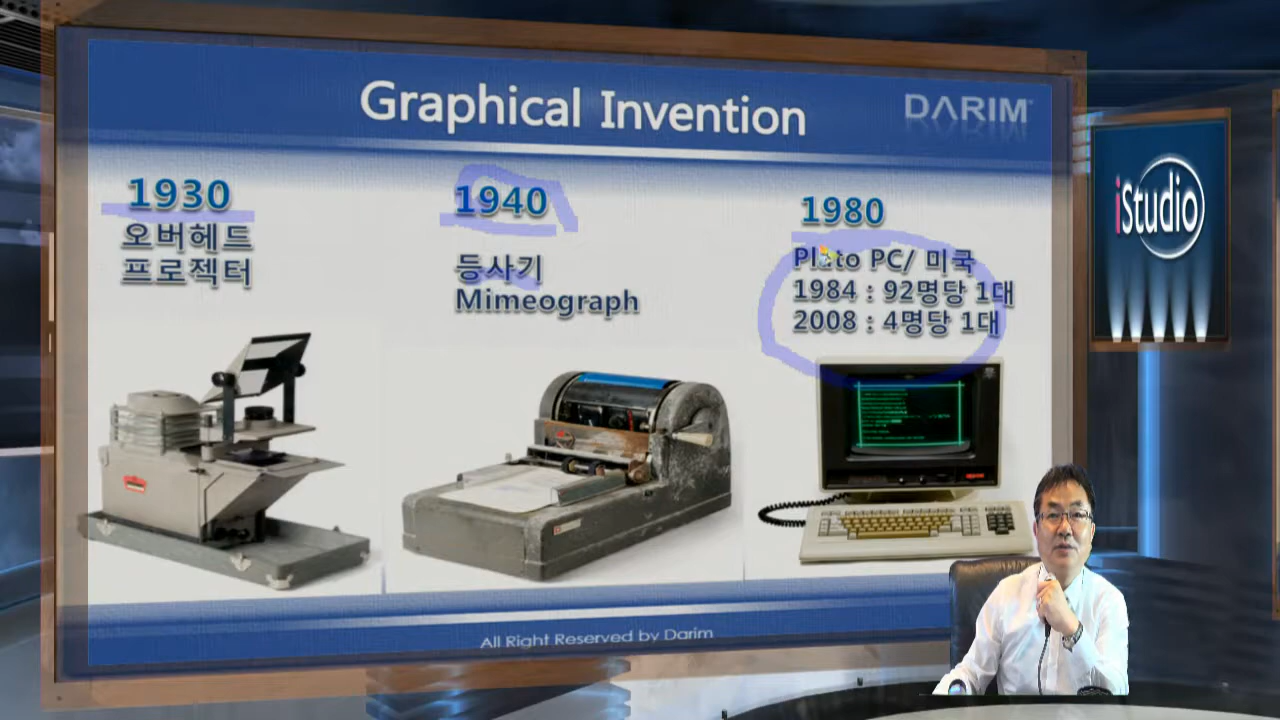 Graphical Invention
DARIM
1930
오버헤드
프로젝터
1940
등사기
Mimeograph
1980
Plato PC/ 미국
1984 : 92명당 1대
2008 : 4명당 1대
iStudio
All Right Reserved by Darim